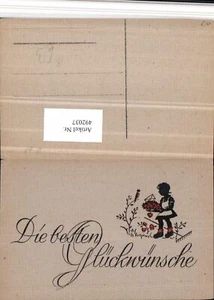 Artikel Nr.
492037
Die besten
Glückwünsche